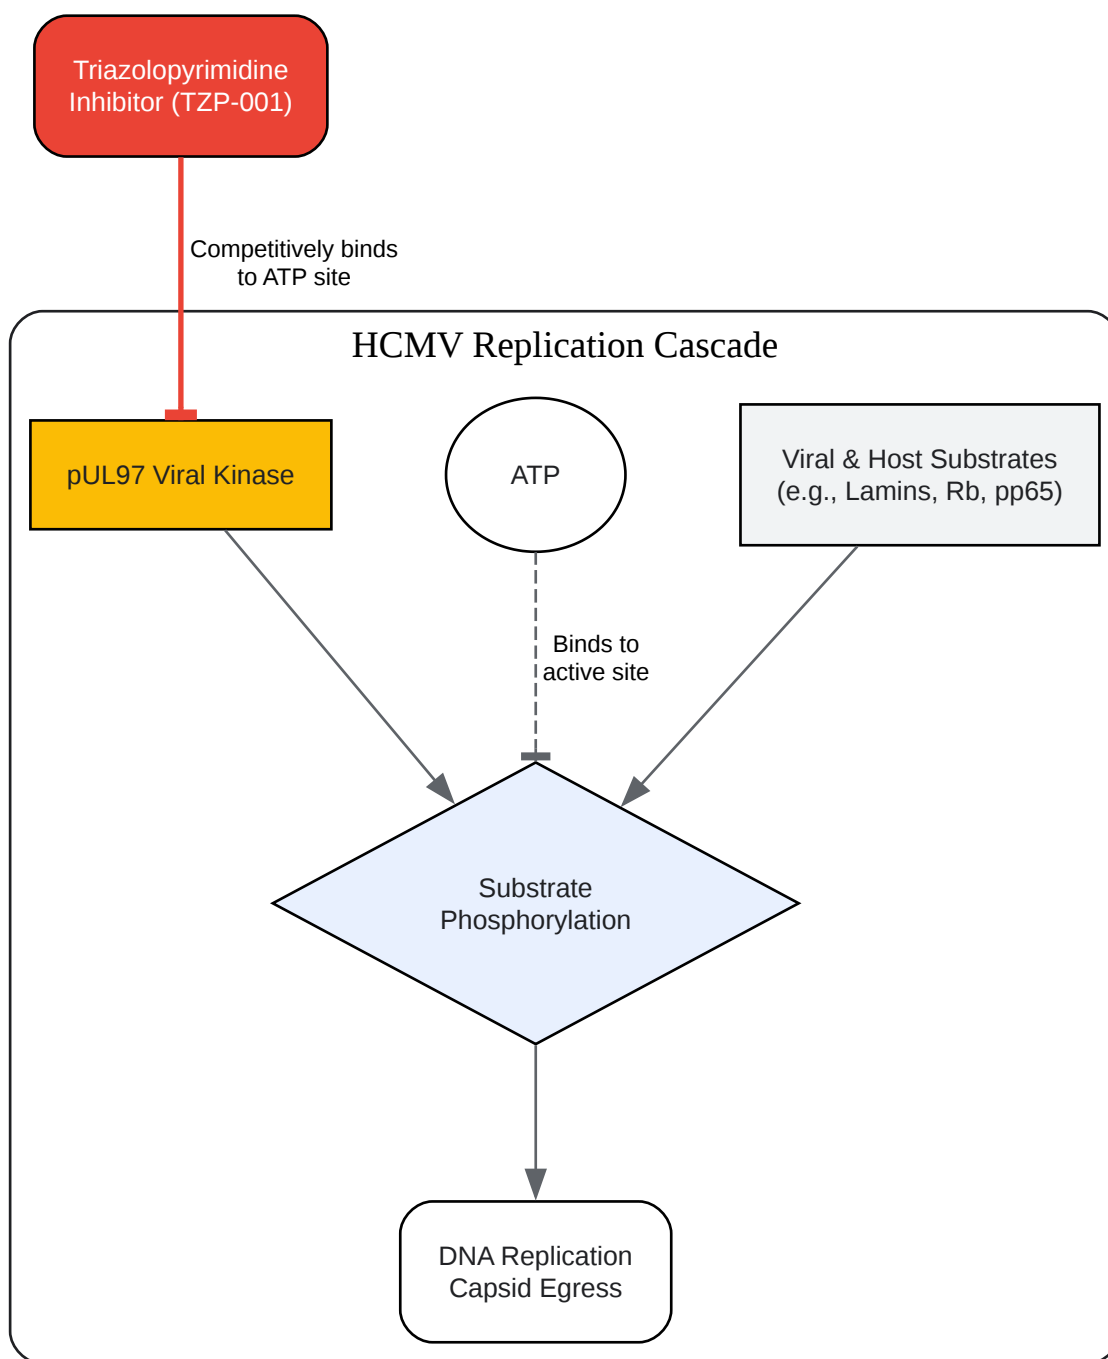 Triazolopyrimidine
Inhibitor (TZP-001)
Competitively binds
to ATP site
HCMV Replication Cascade
pUL97 Viral Kinase
ATP
Viral & Host Substrates
(e.g., Lamins, Rb, pp65)
Binds to
active site
Substrate
Phosphorylation
DNA Replication
Capsid Egress